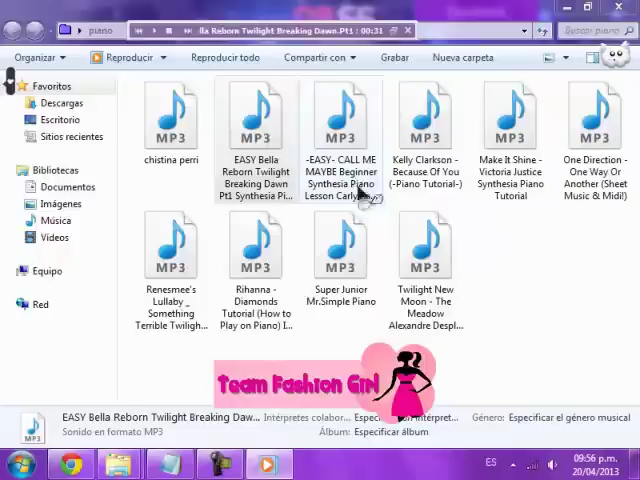 lla Reborn Twilight Breaking Dawn.Pt1 : 00:31
piano
Buscar piano
Organizar
Reproducir
Reproducir todo
Compartir con
Grabar
Nueva carpeta
Favoritos
Descargas
Escritorio
Sitios recientes
Bibliotecas
Documentos
Imágenes
Música
Vídeos
Equipo
Red
MP3
MP3
MP3
MP3
MP3
MP3
christina perri
EASY Bella
Reborn Twilight
Breaking Dawn
Pt1 Synthesia Pi...
-EASY- CALL ME
MAYBE Beginner
Synthesia Piano
Lesson Carly
Kelly Clarkson -
Because Of You
(-Piano Tutorial-)
Make It Shine -
Victoria Justice
Synthesia Piano
Tutorial
One Direction -
One Way Or
Another (Sheet
Music & Midi!)
MP3
MP3
MP3
MP3
Renesmee's
Lullaby _
Something
Terrible Twiligh...
Rihanna -
Diamonds
Tutorial (How to
Play on Piano) I...
Super Junior
Mr.Simple Piano
Twilight New
Moon - The
Meadow
Alexandre Despl...
Team Fashion Girl
MP3
EASY Bella Reborn Twilight Breaking Daw...
Sonido en formato MP3
Intérpretes colabor...
Álbum: Especificar álbum
Género: Especificar el género musical
ES
09:56 p.m.
20/04/2013